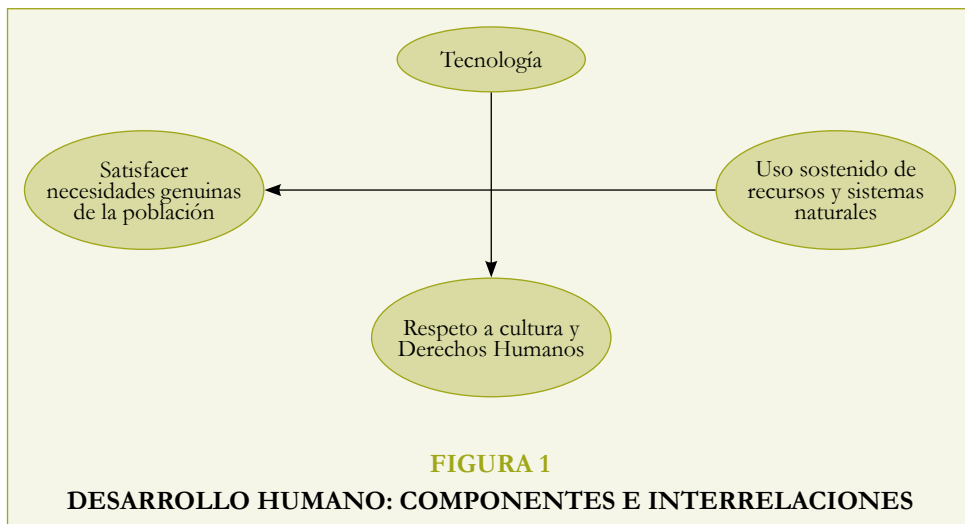 Tecnología
Satisfacer
necesidades genuinas
de la población
Uso sostenido de
recursos y sistemas
naturales
Respeto a cultura y
Derechos Humanos
FIGURA 1
DESARROLLO HUMANO: COMPONENTES E INTERRELACIONES